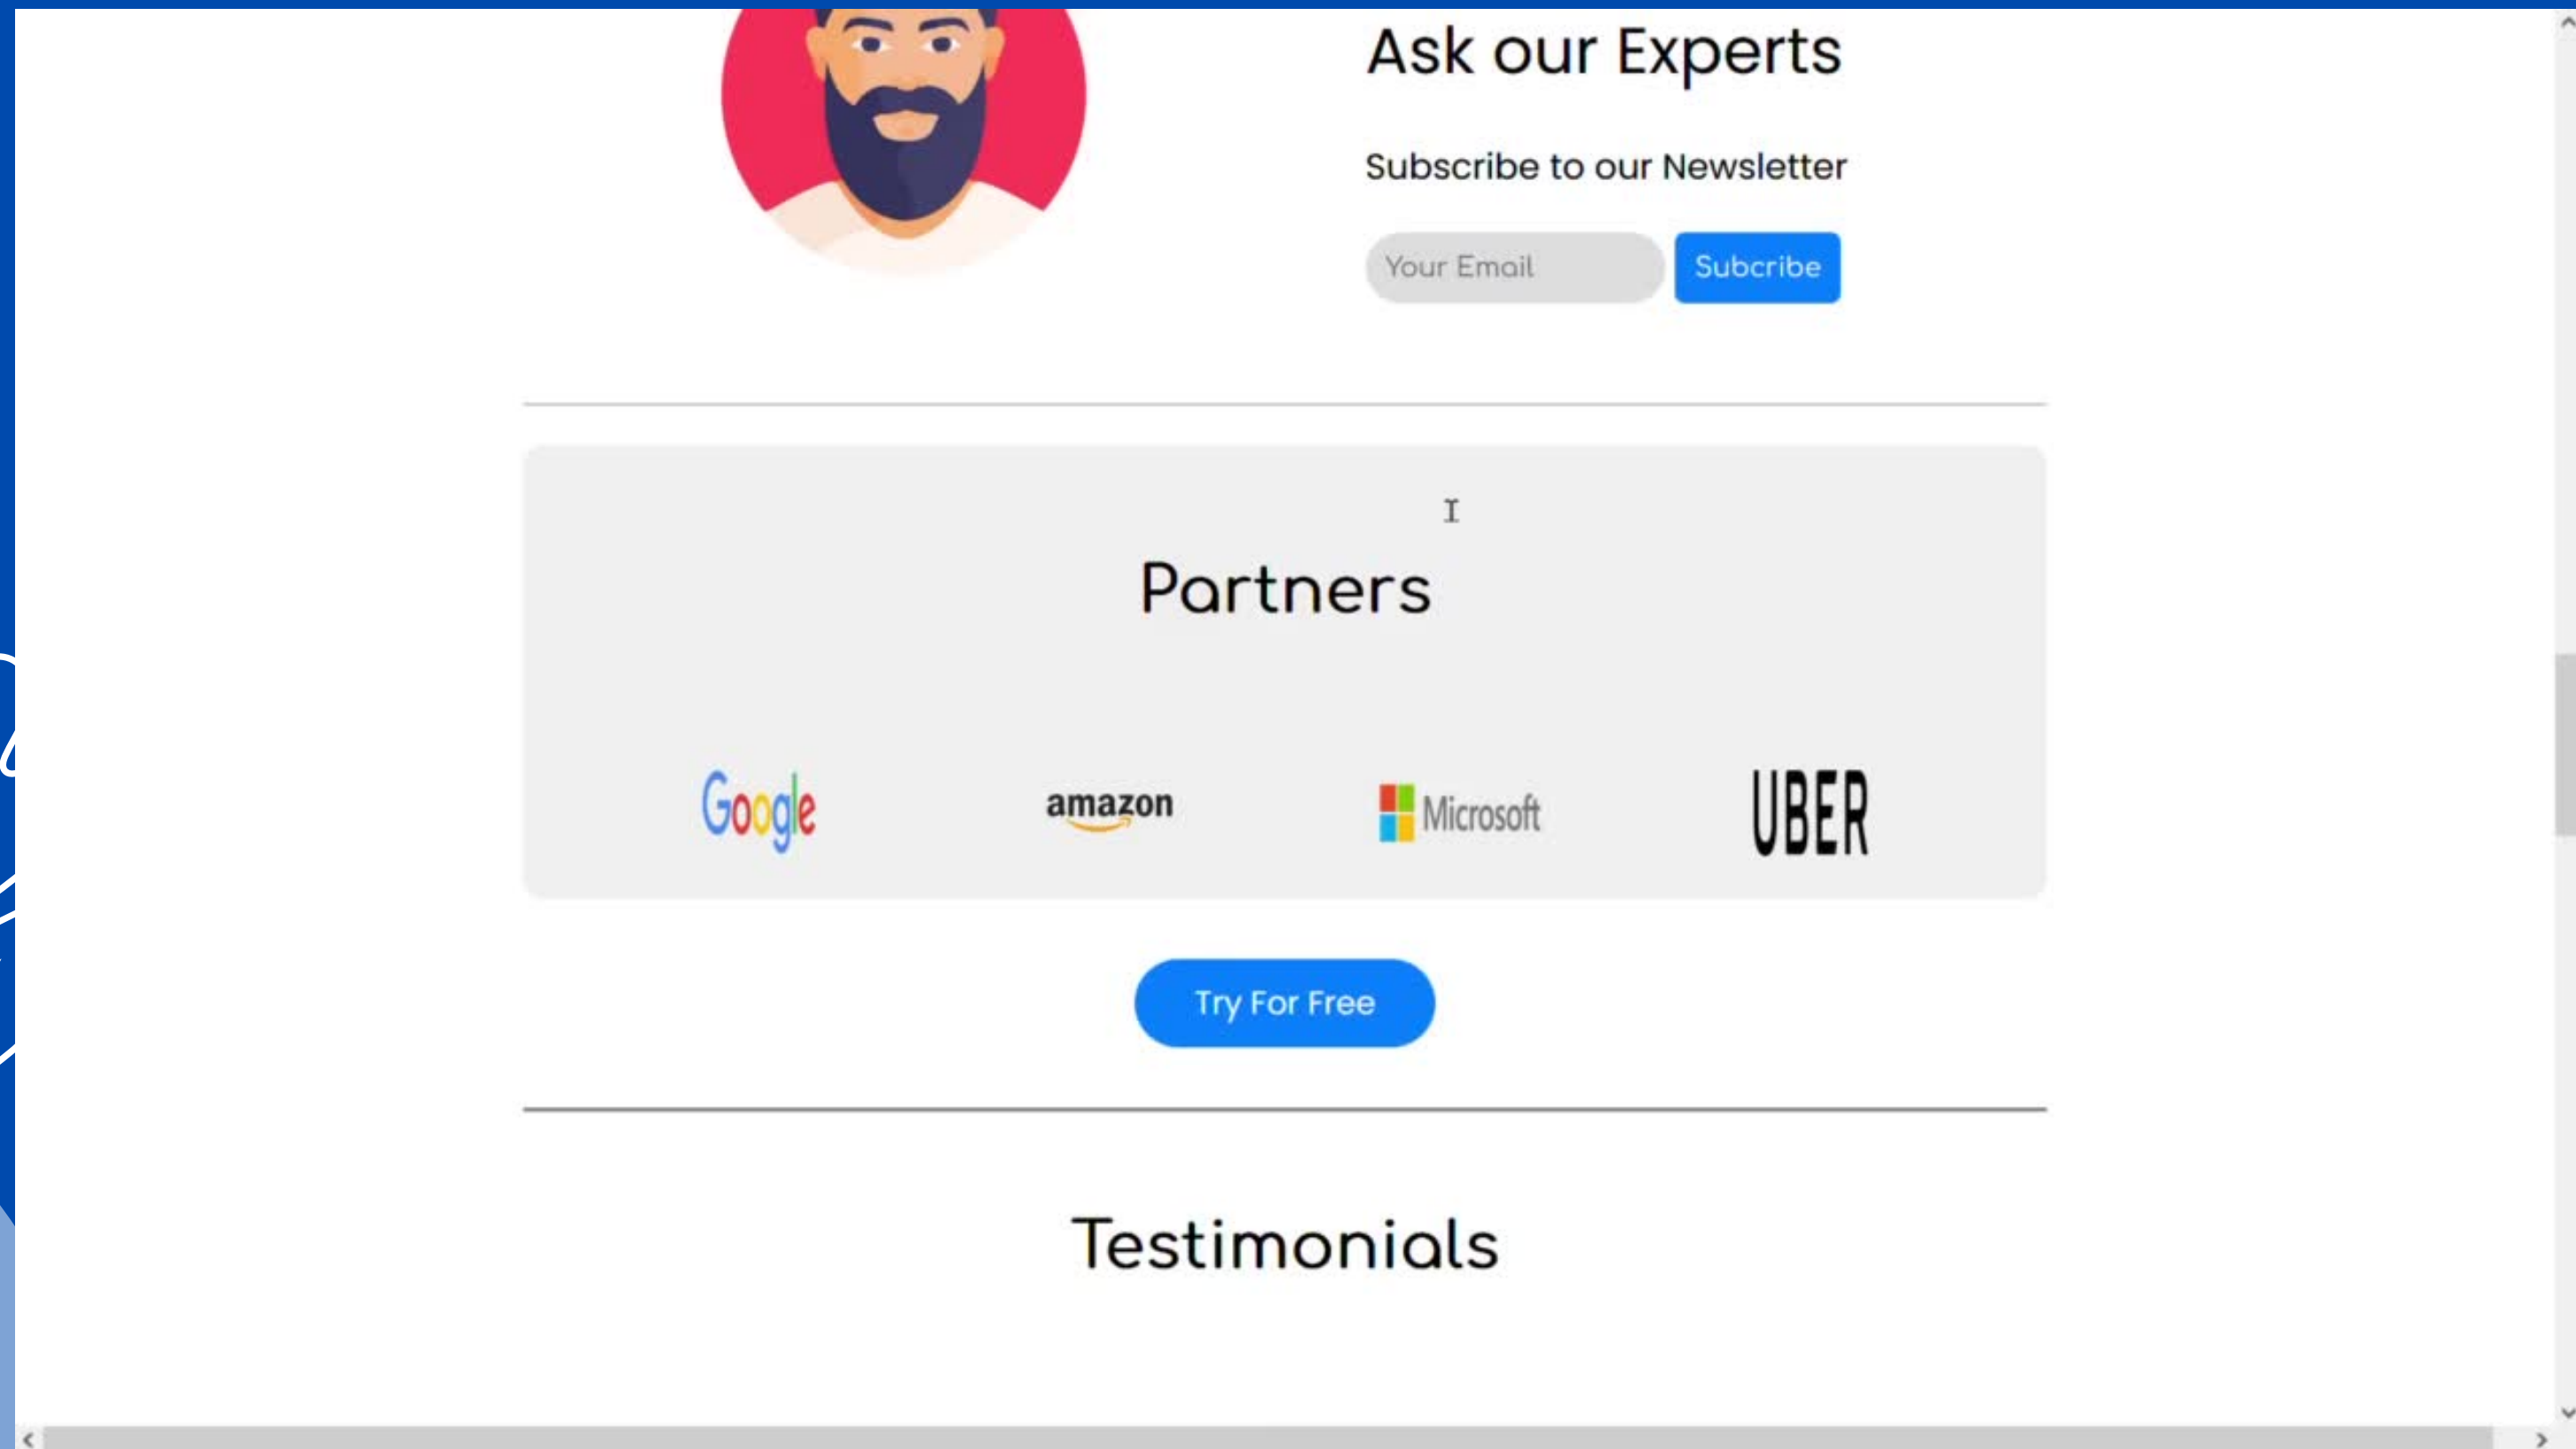 Ask our Experts
Subscribe to our Newsletter
Your Email
Subcribe
Partners
Google
amazon
Microsoft
UBER
Try For Free
Testimonials